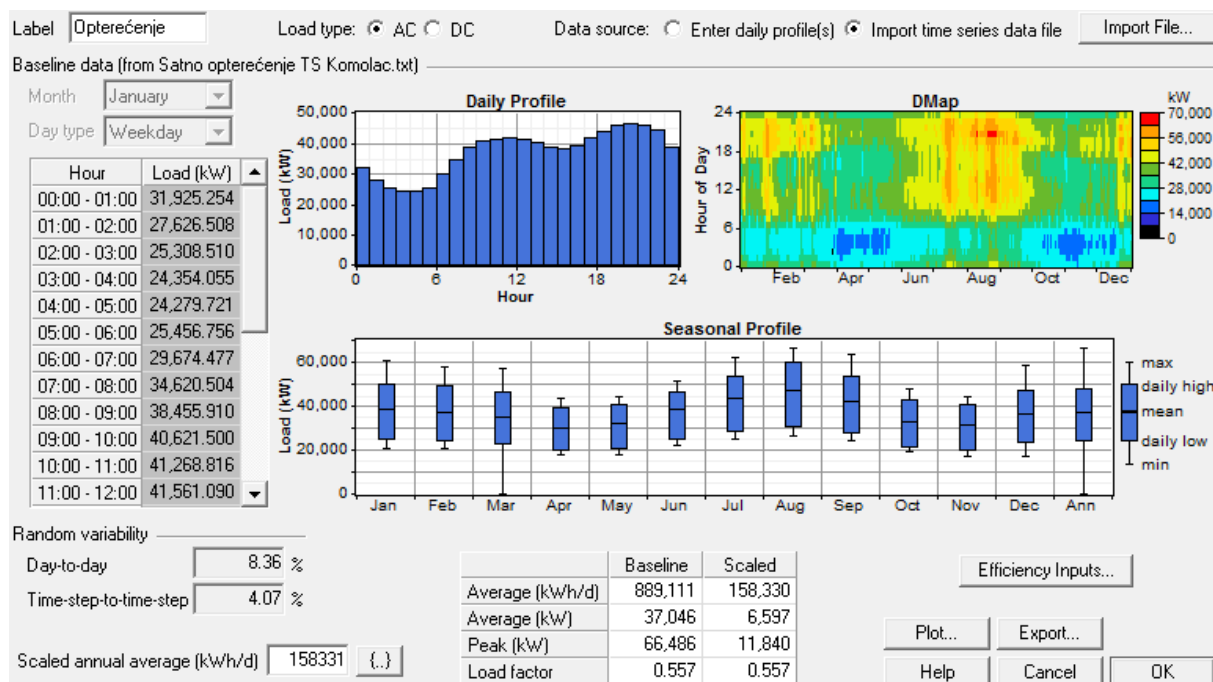 Label Opterećenje Load type: AC DC Data source: Enter daily profile(s) Import time series data file Import File...
Baseline data (from Satno opterećenje TS Komolac.txt)
Month January
Day type Weekday
Hour Load (kW)
00:00 - 01:00 31,925.254
01:00 - 02:00 27,626.508
02:00 - 03:00 25,308.510
03:00 - 04:00 24,354.055
04:00 - 05:00 24,279.721
05:00 - 06:00 25,456.756
06:00 - 07:00 29,674.477
07:00 - 08:00 34,620.504
08:00 - 09:00 38,455.910
09:00 - 10:00 40,621.500
10:00 - 11:00 41,268.816
11:00 - 12:00 41,561.090
Daily Profile
Load (kW)
50,000
40,000
30,000
20,000
10,000
0
0 6 12 18 24
Hour
DMap
Hour of Day
24
18
12
6
0
Feb Apr Jun Aug Oct Dec
kW
70,000
56,000
42,000
28,000
14,000
0
Seasonal Profile
Load (kW)
60,000
40,000
20,000
0
Jan Feb Mar Apr May Jun Jul Aug Sep Oct Nov Dec Ann
max
daily high
mean
daily low
min
Random variability
Day-to-day 8.36 %
Time-step-to-time-step 4.07 %
Scaled annual average (kWh/d) 158331 {..}
Baseline Scaled
Average (kWh/d) 889,111 158,330
Average (kW) 37,046 6,597
Peak (kW) 66,486 11,840
Load factor 0.557 0.557
Efficiency Inputs...
Plot... Export...
Help Cancel OK